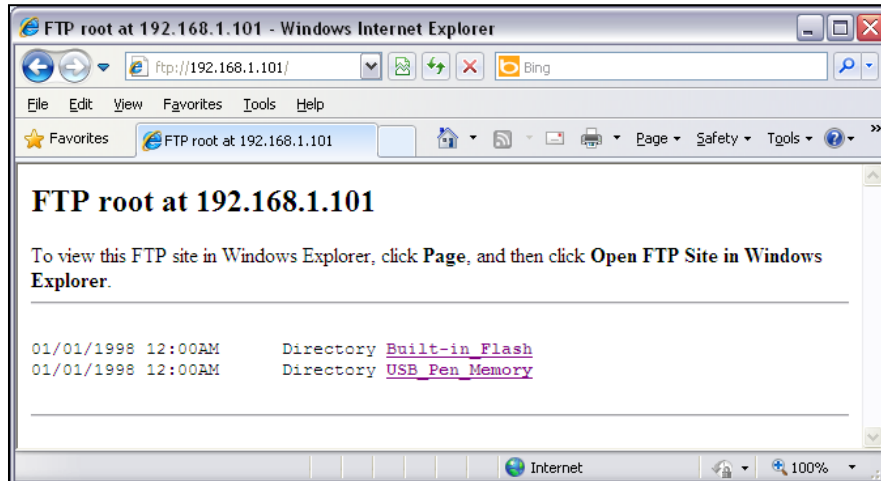 FTP root at 192.168.1.101 - Windows Internet Explorer
ftp://192.168.1.101/
Bing
File Edit View Favorites Tools Help
Favorites FTP root at 192.168.1.101 Page Safety Tools »
FTP root at 192.168.1.101
To view this FTP site in Windows Explorer, click Page, and then click Open FTP Site in Windows
Explorer.
01/01/1998 12:00AM Directory Built-in_Flash
01/01/1998 12:00AM Directory USB_Pen_Memory
Internet 100%